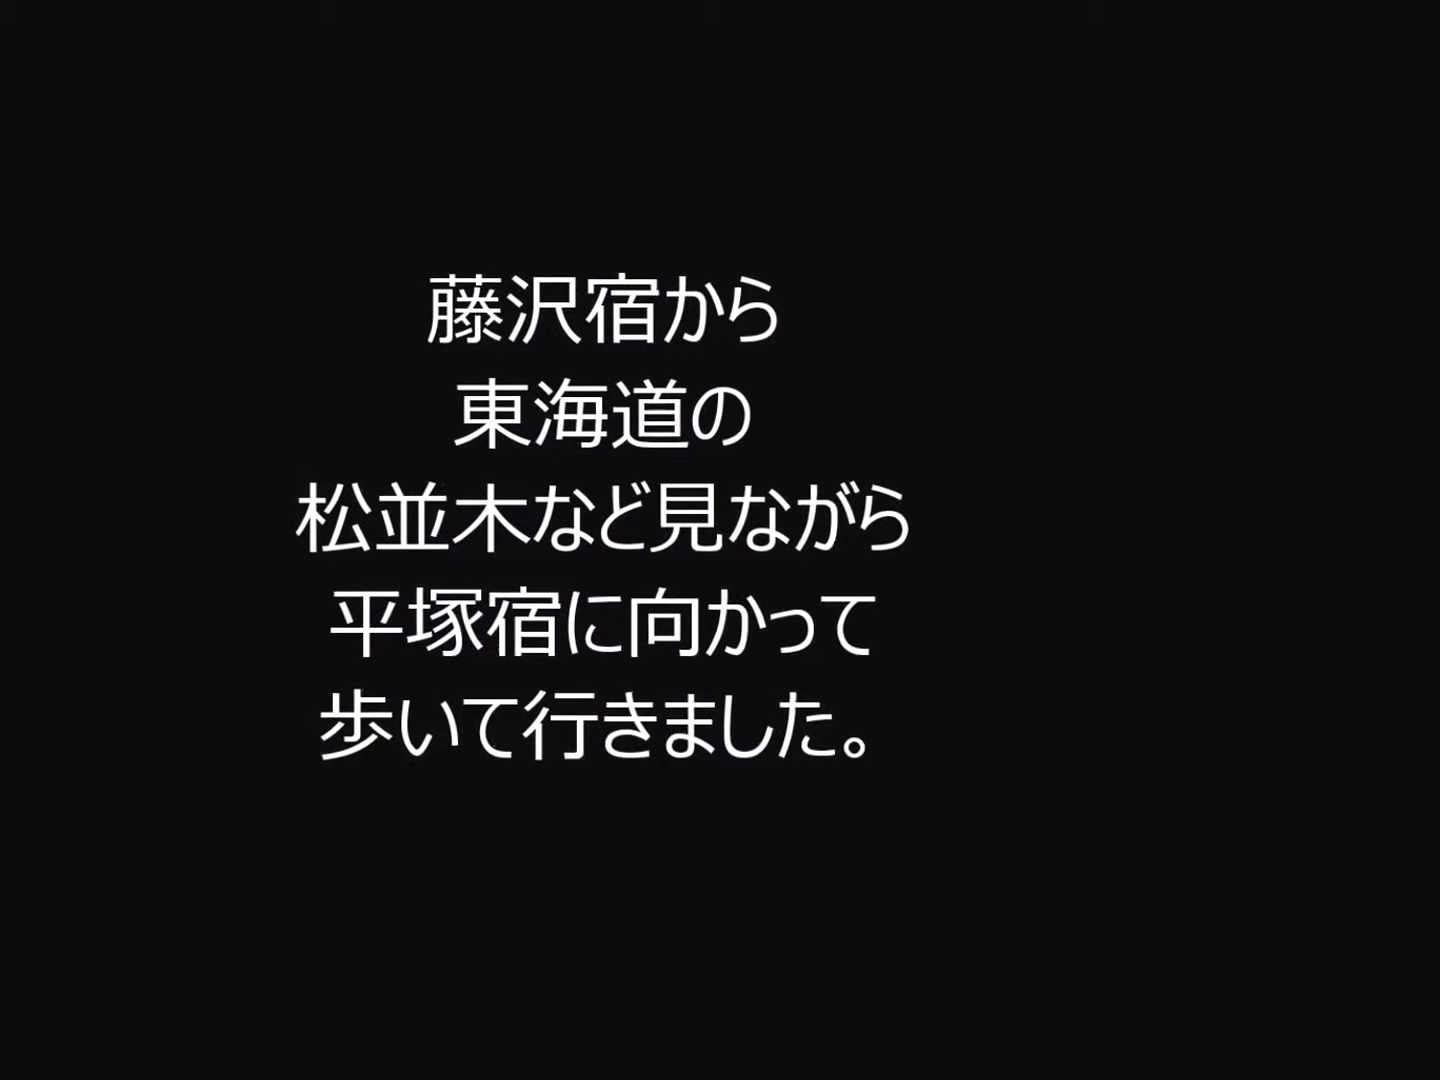 藤沢宿から
東海道の
松並木など見ながら
平塚宿に向かって
歩いて行きました。